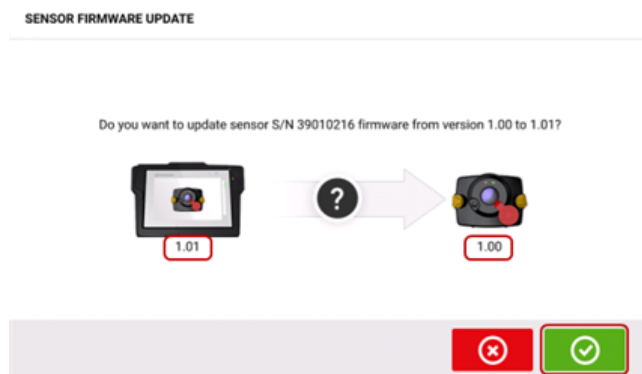 SENSOR FIRMWARE UPDATE
Do you want to update sensor S/N 39010216 firmware from version 1.00 to 1.01?
?
1.01
1.00